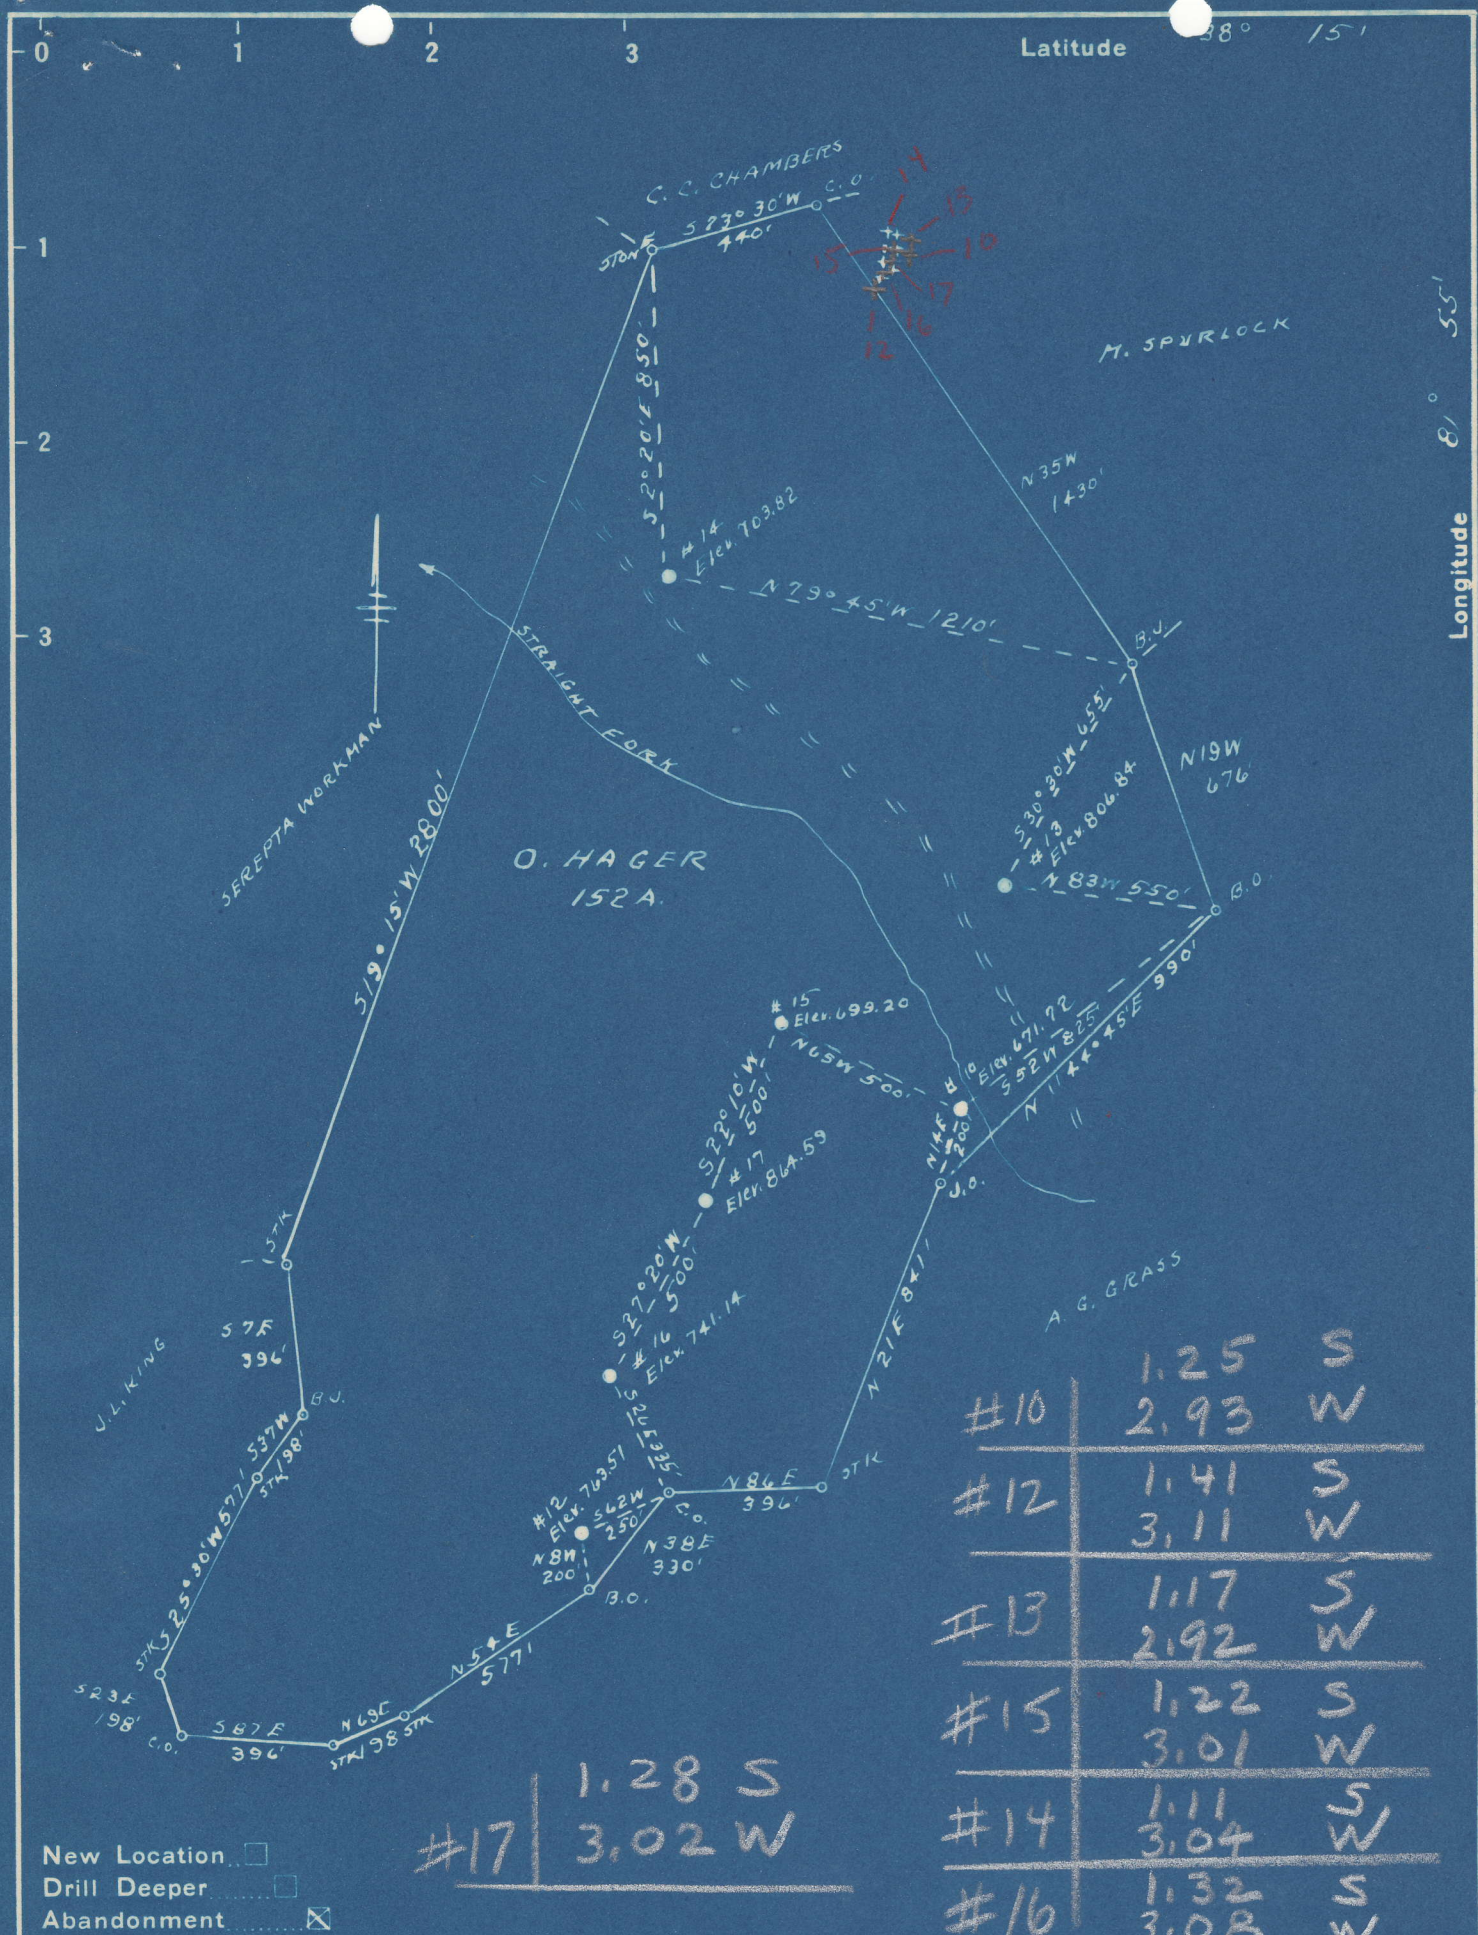 0 1 2 3 Latitude 38° 15'
1
2
3
81° 55'
Longitude
C. C. CHAMBERS
C. O.
S 73° 30' W
440'
STONE
14
15
10
15
17
16
12
M. SPURLOCK
S 2° 20' E 850'
N 35 W
1430'
# 14
Elev. 703.82
N 79° 45' W 1210'
B. J.
STRAIGHT FORK
SEREPTA WORKMAN
S 19° 15' W 2800'
S 30° 30' W 655'
# 13
Elev. 806.84
N 19 W
676'
O. HAGER
152 A.
N 83 W 550'
B. O.
# 15
Elev. 699.20
N 65 W 500'
# 10
Elev. 671.72
S 52 W 825'
N 44° 45' E 990'
S 22° 10' W
500'
# 17
Elev. 864.59
N 14 E
200'
J. O.
STK
S 27° 20' W
500'
# 16
Elev. 741.14
A. G. GRASS
N 21 E 841'
S 7 E
396'
J. L. KING
B J.
S 37 W
198'
STK
S 26 E 335'
N 86 E
396'
STK
C. O.
#12
Elev. 763.51
S 62 W
250'
N 38 E
330'
N 8 W
200
B. O.
S 25° 30' W 577'
STK
N 54 E
577'
S 23 E
198'
C. O.
S 87 E
396'
N 69 E
198
STK
STK
#10 1.25 S
2.93 W
#12 1.41 S
3.11 W
#13 1.17 S
2.92 W
#15 1.22 S
3.01 W
#14 1.11 S
3.04 W
#16 1.32 S
3.08 W
#17 1.28 S
3.02 W
New Location
Drill Deeper
Abandonment X